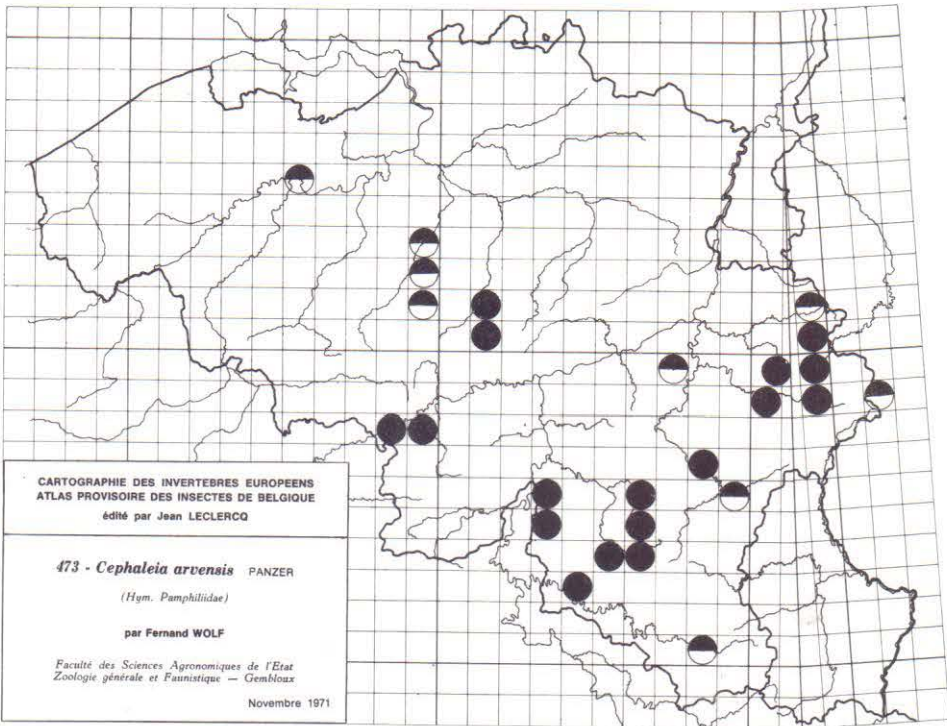 CARTOGRAPHIE DES INVERTEBRES EUROPEENS
ATLAS PROVISOIRE DES INSECTES DE BELGIQUE
édité par Jean LECLERCQ
473 - Cephaleia arvensis PANZER
(Hym. Pamphiliidae)
par Fernand WOLF
Faculté des Sciences Agronomiques de l'Etat
Zoologie générale et Faunistique — Gembloux
Novembre 1971